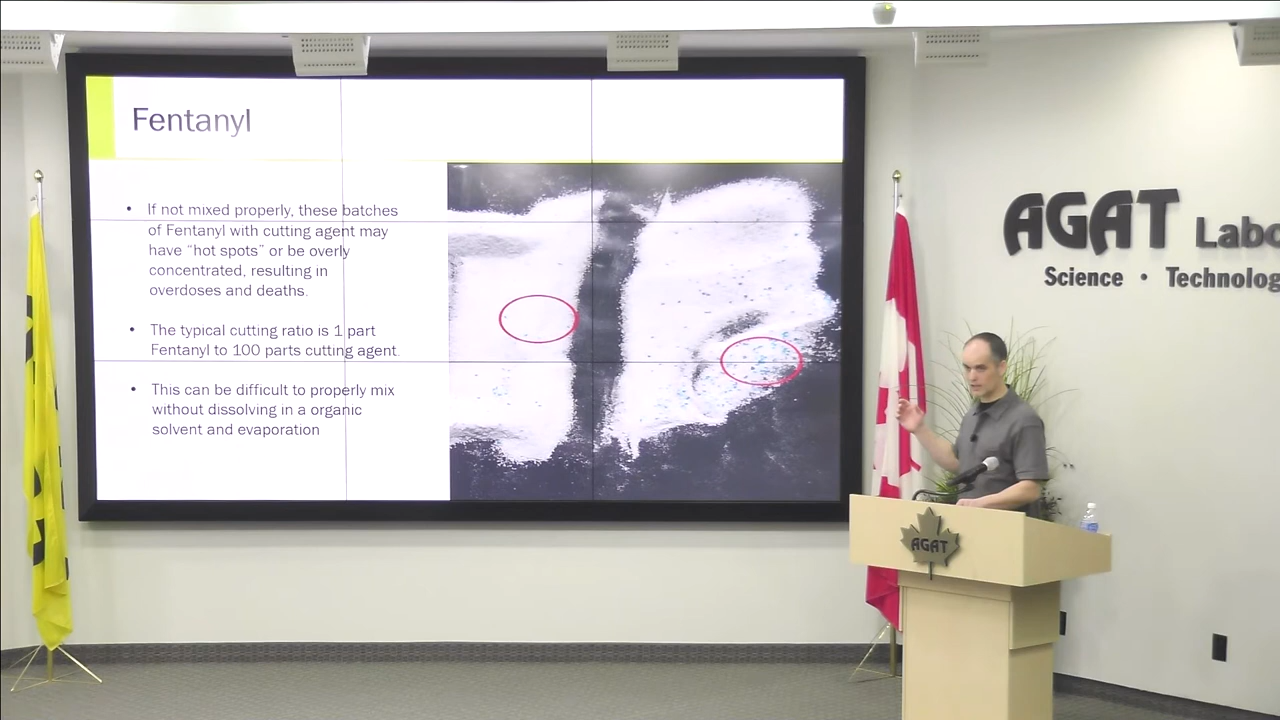 Fentanyl
• If not mixed properly, these batches
of Fentanyl with cutting agent may
have “hot spots” or be overly
concentrated, resulting in
overdoses and deaths.
• The typical cutting ratio is 1 part
Fentanyl to 100 parts cutting agent.
• This can be difficult to properly mix
without dissolving in a organic
solvent and evaporation
AGAT Labo
Science · Technolog
AGAT